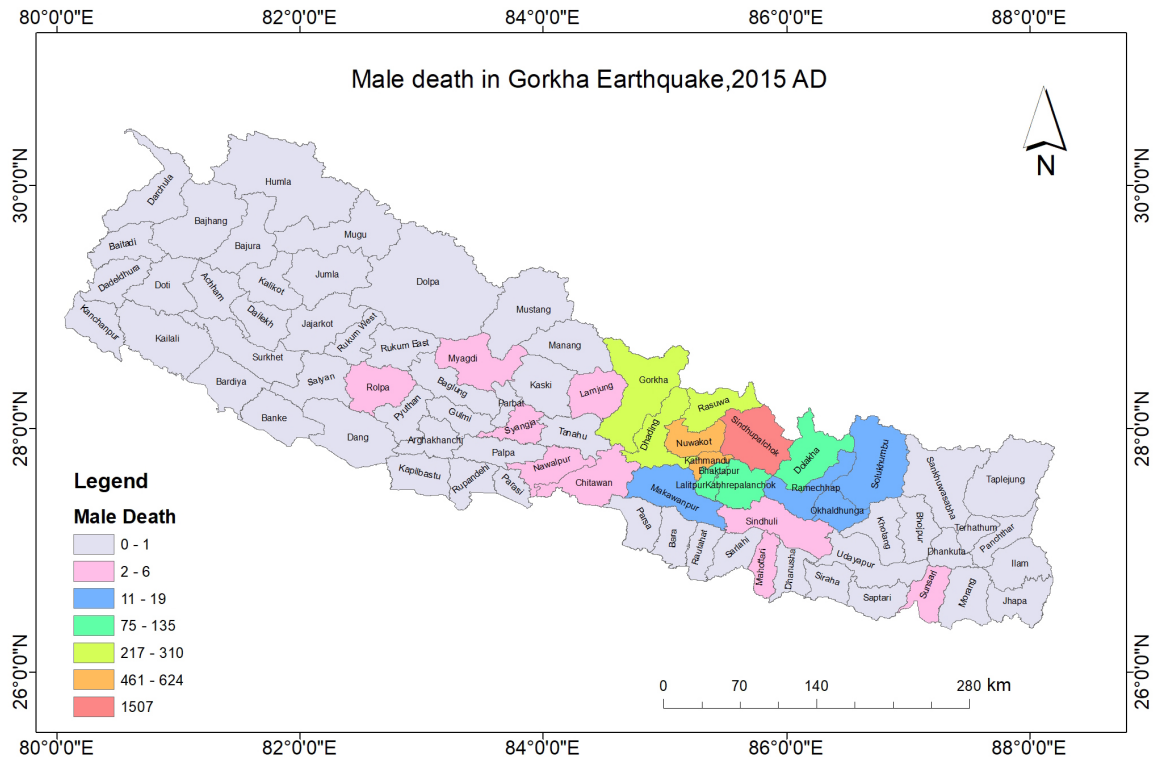 80°0'0"E 82°0'0"E 84°0'0"E 86°0'0"E 88°0'0"E
Male death in Gorkha Earthquake,2015 AD
N
30°0'0"N
30°0'0"N
28°0'0"N
28°0'0"N
26°0'0"N
26°0'0"N
Darchula
Humla
Bajhang
Baitadi
Bajura
Mugu
Dadeldhura
Doti
Achham
Kalikot
Jumla
Dolpa
Kanchanpur
Kailali
Dailekh
Jajarkot
Rukum West
Rukum East
Mustang
Manang
Surkhet
Myagdi
Bardiya
Salyan
Rolpa
Baglung
Kaski
Lamjung
Gorkha
Rasuwa
Banke
Dang
Pyuthan
Gulmi
Parbat
Syangja
Tanahu
Dhading
Nuwakot
Sindhupalchok
Arghakhanchi
Palpa
Kathmandu
Bhaktapur
Dolakha
Solukhumbu
Kapilbastu
Rupandehi
Parasi
Nawalpur
Chitawan
Makawanpur
Lalitpur
Kabhrepalanchok
Ramechhap
Okhaldhunga
Sankhuwasabha
Taplejung
Parsa
Bara
Rautahat
Sarlahi
Sindhuli
Mahottari
Dhanusha
Siraha
Udayapur
Khotang
Bhojpur
Terhathum
Panchthar
Dhankuta
Ilam
Saptari
Sunsari
Morang
Jhapa
Legend
Male Death
0 - 1
2 - 6
11 - 19
75 - 135
217 - 310
461 - 624
1507
0 70 140 280 km
80°0'0"E 82°0'0"E 84°0'0"E 86°0'0"E 88°0'0"E